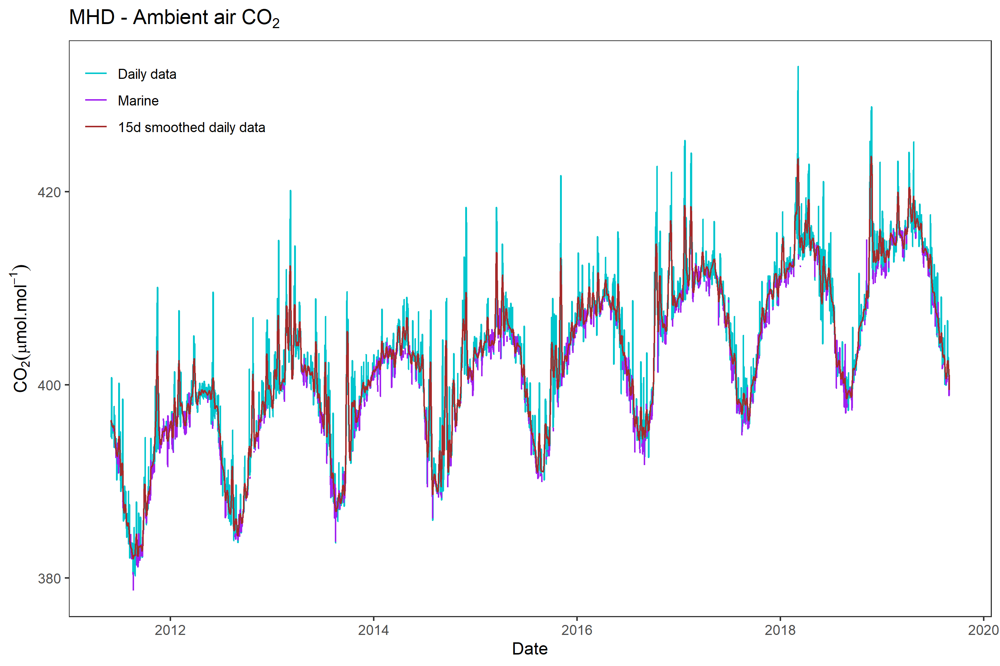 MHD - Ambient air CO₂
Daily data
Marine
15d smoothed daily data
420
400
380
CO₂(μmol.mol⁻¹)
2012 2014 2016 2018 2020
Date